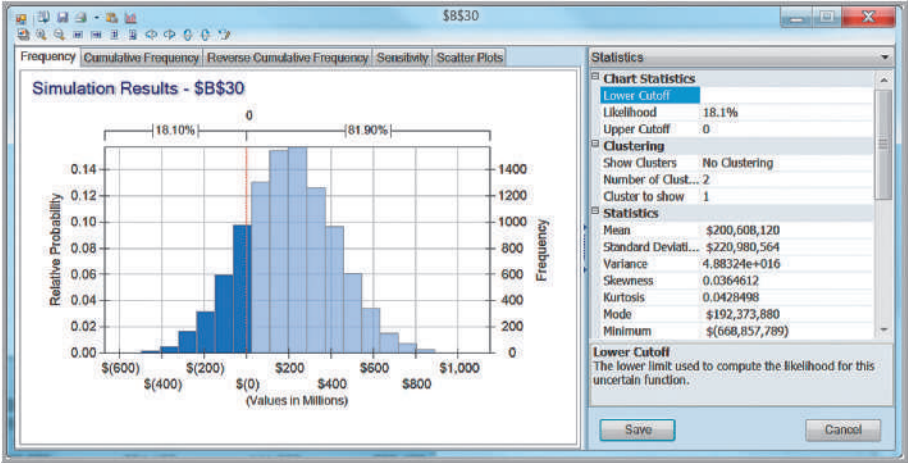 $B$30
Frequency Cumulative Frequency Reverse Cumulative Frequency Sensitivity Scatter Plots
Simulation Results - $B$30
0
18.10% 81.90%
Relative Probability
0.14
0.12
0.10
0.08
0.06
0.04
0.02
0.00
1400
1200
1000
800
600
400
200
0
Frequency
$(600) $(200) $200 $600 $1,000
$(400) $(0) $400 $800
(Values in Millions)
Statistics
Chart Statistics
Lower Cutoff
Likelihood 18.1%
Upper Cutoff 0
Clustering
Show Clusters No Clustering
Number of Clust... 2
Cluster to show 1
Statistics
Mean $200,608,120
Standard Deviati... $220,980,564
Variance 4.88324e+016
Skewness 0.0364612
Kurtosis 0.0428498
Mode $192,373,880
Minimum $(668,857,789)
Lower Cutoff
The lower limit used to compute the likelihood for this
uncertain function.
Save Cancel